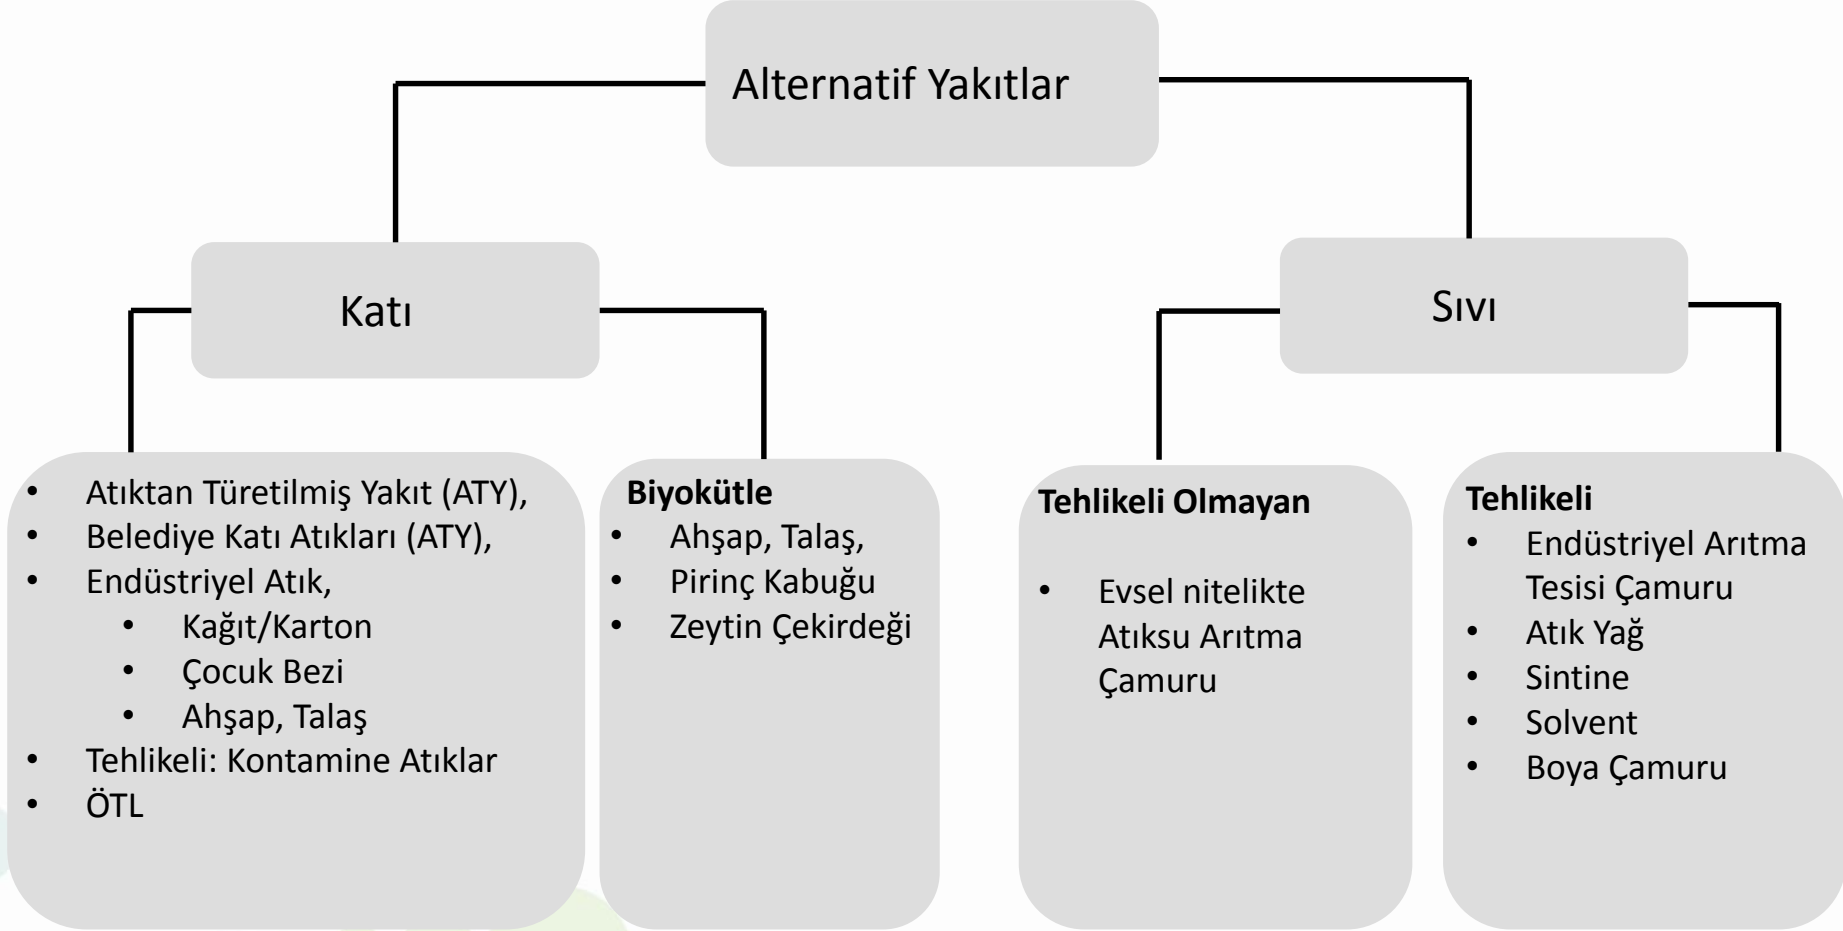 Alternatif Yakıtlar
Katı
Sıvı
• Atıktan Türetilmiş Yakıt (ATY),
• Belediye Katı Atıkları (ATY),
• Endüstriyel Atık,
• Kağıt/Karton
• Çocuk Bezi
• Ahşap, Talaş
• Tehlikeli: Kontamine Atıklar
• ÖTL
Biyokütle
• Ahşap, Talaş,
• Pirinç Kabuğu
• Zeytin Çekirdeği
Tehlikeli Olmayan
• Evsel nitelikte
Atıksu Arıtma
Çamuru
Tehlikeli
• Endüstriyel Arıtma
Tesisi Çamuru
• Atık Yağ
• Sintine
• Solvent
• Boya Çamuru